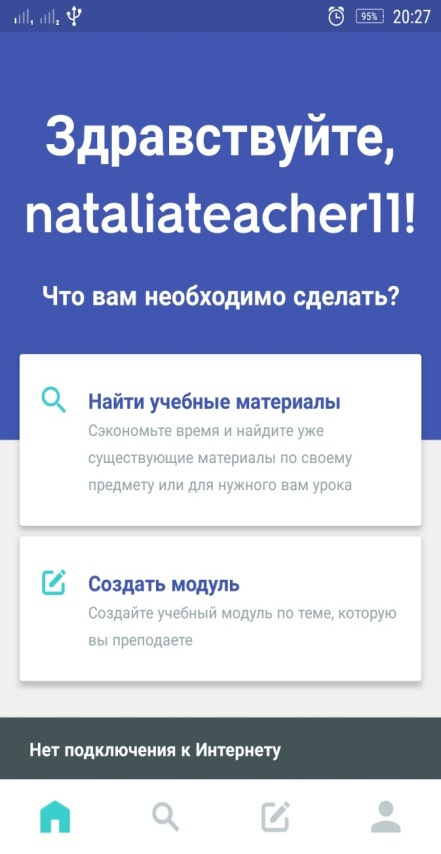 1 2 95% 20:27
Здравствуйте,
nataliateacher11!
Что вам необходимо сделать?
Найти учебные материалы
Сэкономьте время и найдите уже
существующие материалы по своему
предмету или для нужного вам урока
Создать модуль
Создайте учебный модуль по теме, которую
вы преподаете
Нет подключения к Интернету